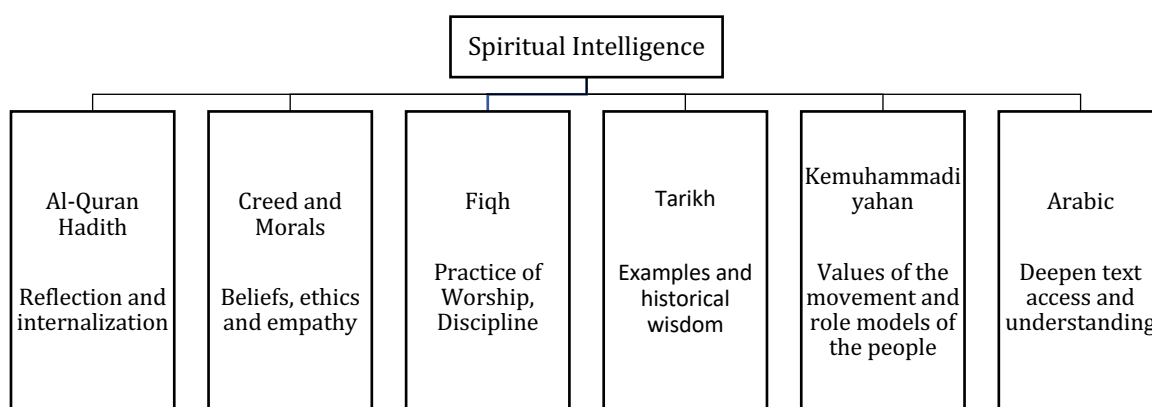 Spiritual Intelligence
Al-Quran
Hadith
Reflection and
internalization
Creed and
Morals
Beliefs, ethics
and empathy
Fiqh
Practice of
Worship,
Discipline
Tarikh
Examples and
historical
wisdom
Kemuhammadi
yahan
Values of the
movement and
role models of
the people
Arabic
Deepen text
access and
understanding